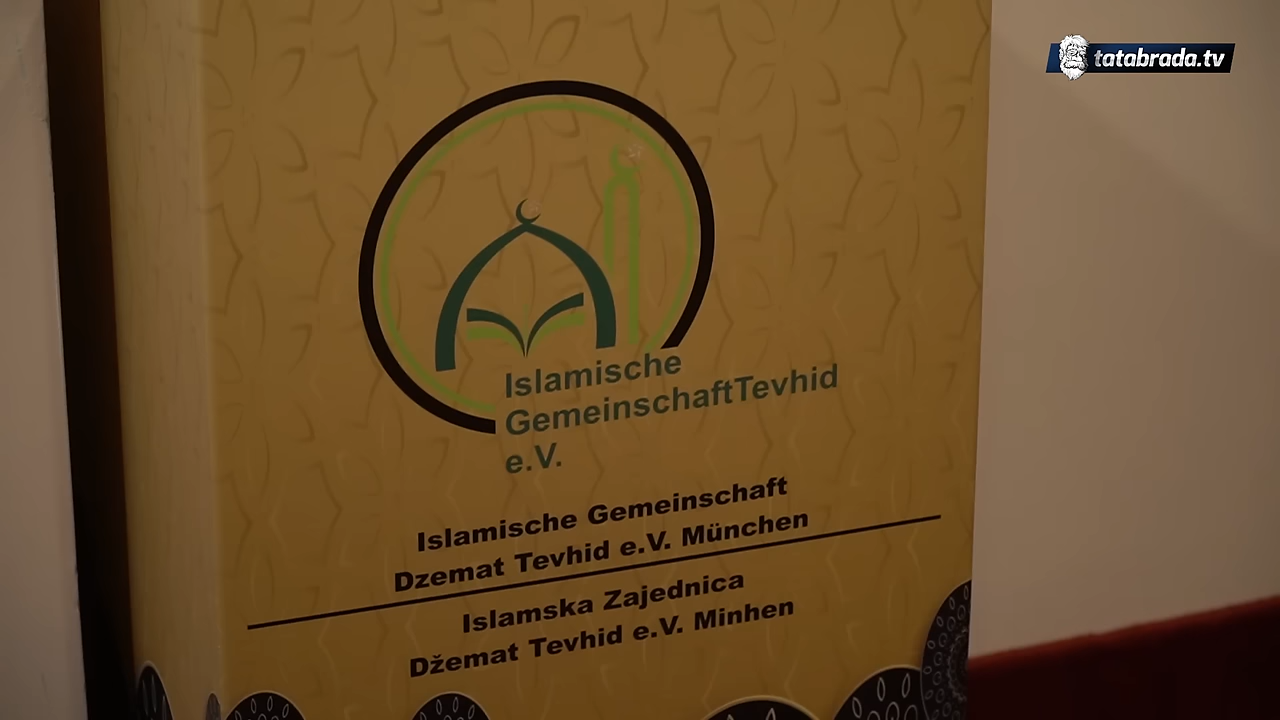 tatabrada.tv
Islamische
GemeinschaftTevhid
e.V.
Islamische Gemeinschaft
Dzemat Tevhid e.V. München
Islamska Zajednica
Džemat Tevhid e.V. Minhen